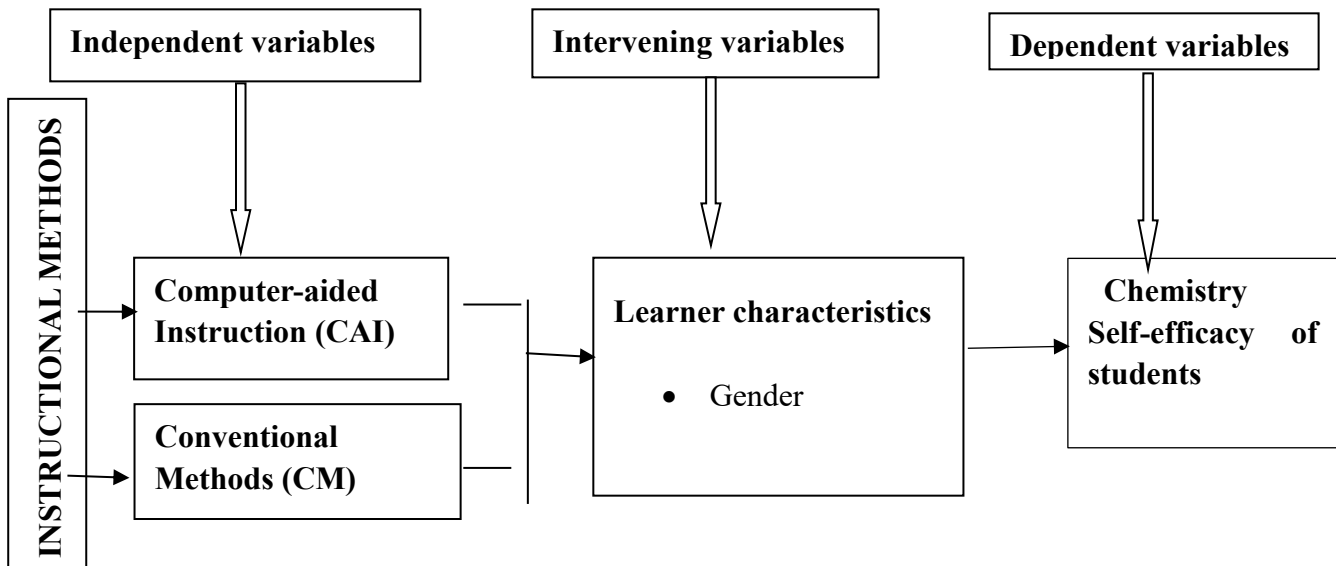 Independent variables
Intervening variables
Dependent variables
INSTRUCTIONAL METHODS
Computer-aided
Instruction (CAI)
Conventional
Methods (CM)
Learner characteristics
• Gender
Chemistry
Self-efficacy of
students